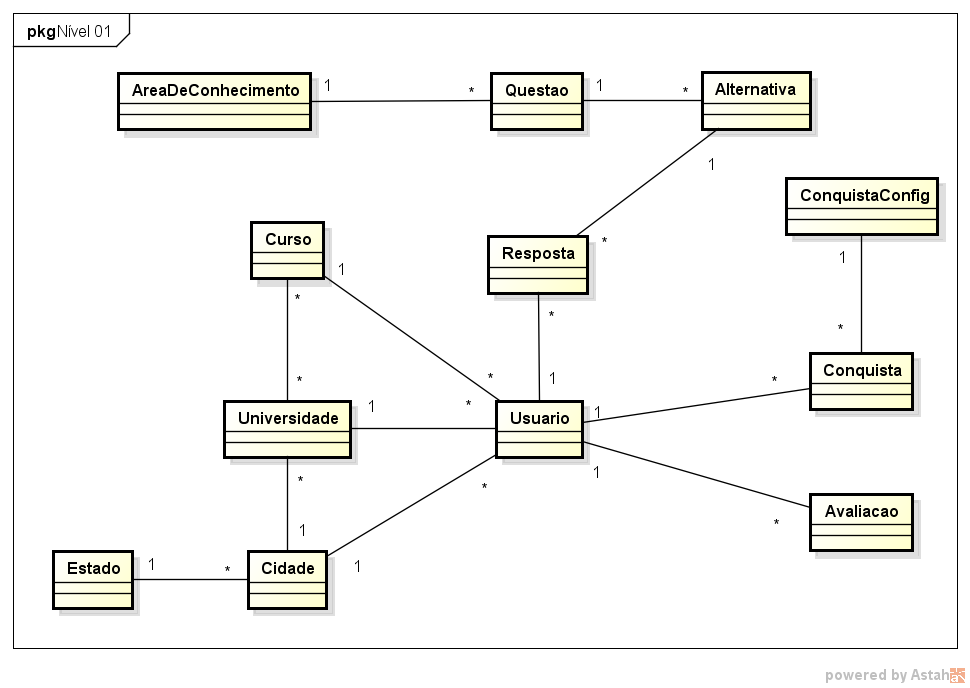 pkg Nível 01
AreaDeConhecimento 1 * Questao 1 * Alternativa
1
ConquistaConfig
Curso 1 * Resposta *
1
* *
* * 1 * *
Conquista
Universidade 1 * Usuario 1
* * 1
Avaliacao
1 *
Estado 1 * Cidade 1
powered by Astah